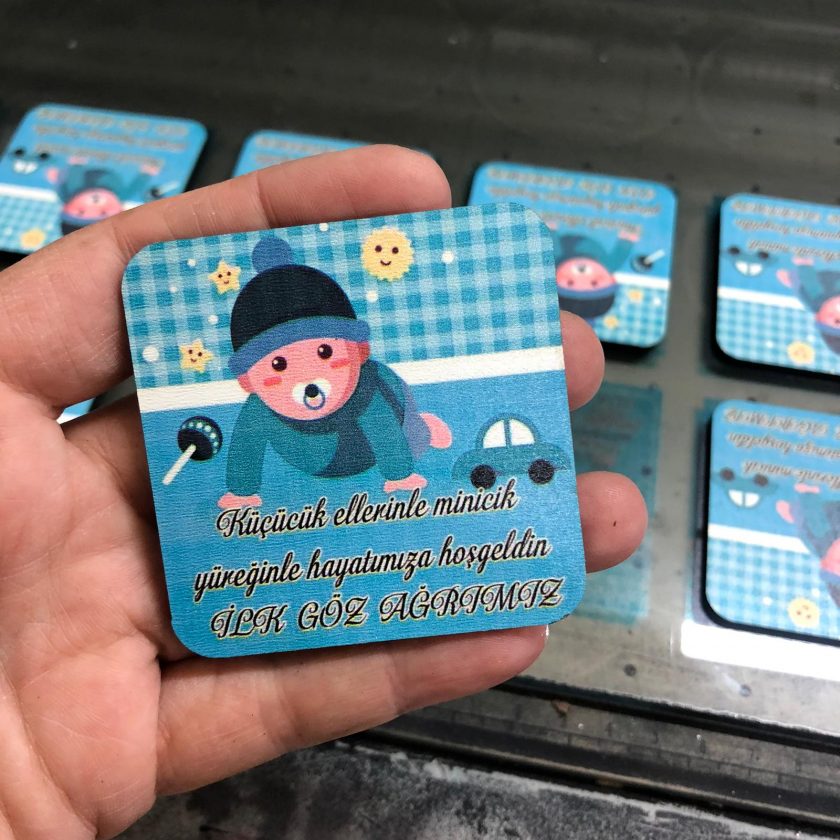 Küçücük ellerinle minicik
yüreğinle hayatımıza hoşgeldin
İLK GÖZ AĞRIMIZ